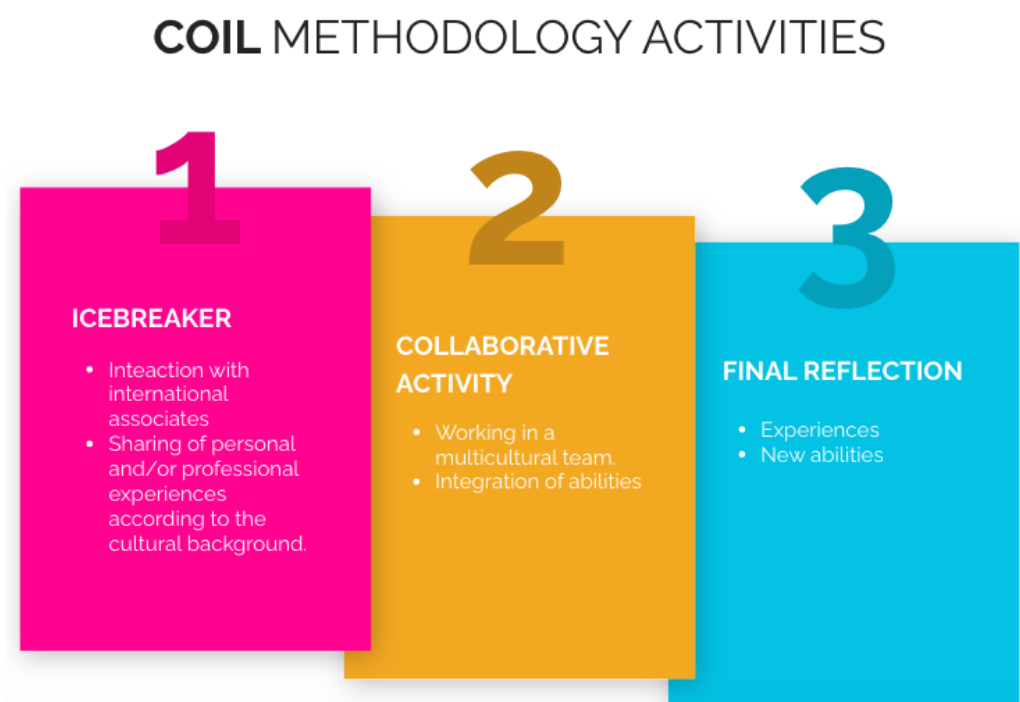 COIL METHODOLOGY ACTIVITIES
1
ICEBREAKER
• Inteaction with
international
associates
• Sharing of personal
and/or professional
experiences
according to the
cultural background.
2
COLLABORATIVE
ACTIVITY
• Working in a
multicultural team.
• Integration of abilities
3
FINAL REFLECTION
• Experiences
• New abilities